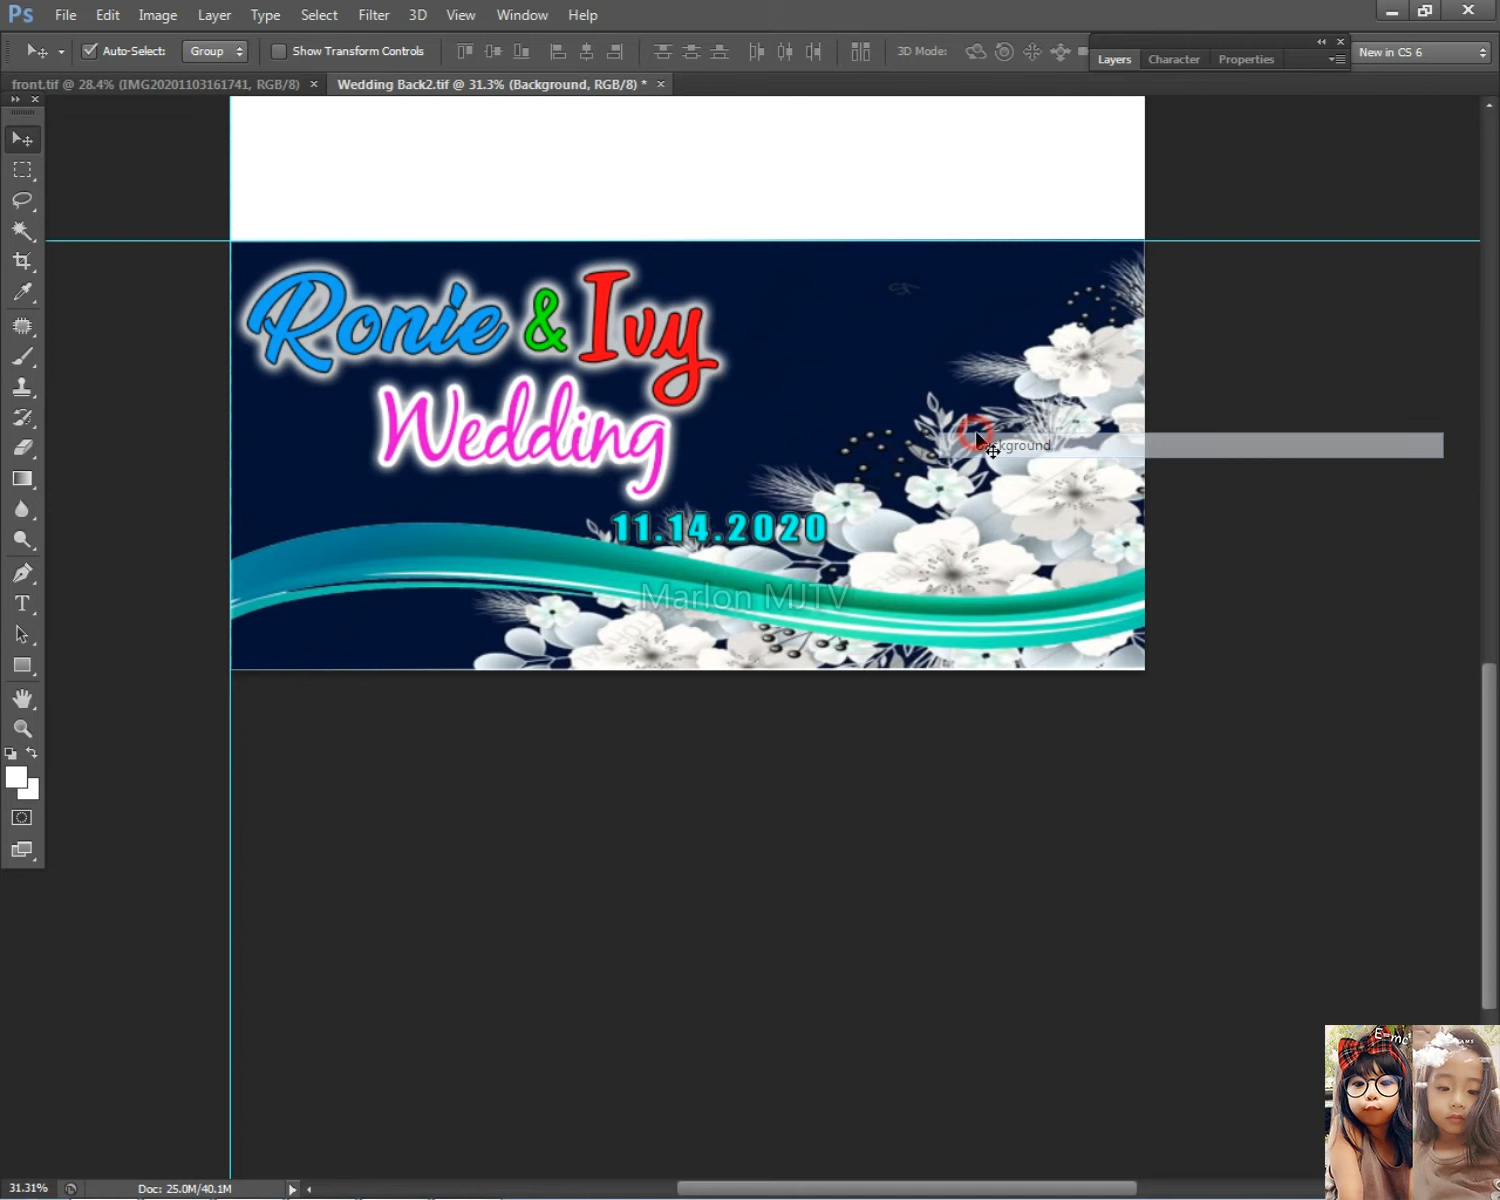 Ps File Edit Image Layer Type Select Filter 3D View Window Help
Auto-Select: Group Show Transform Controls 3D Mode: Layers Character Properties New in CS 6
front.tif @ 28.4% (IMG20201103161741, RGB/8) × Wedding Back2.tif @ 31.3% (Background, RGB/8) * ×
Ronie & Ivy
Wedding
Background
11.14.2020
Marlon MJTV
T
E=mc²
31.31% Doc: 25.0M/40.1M